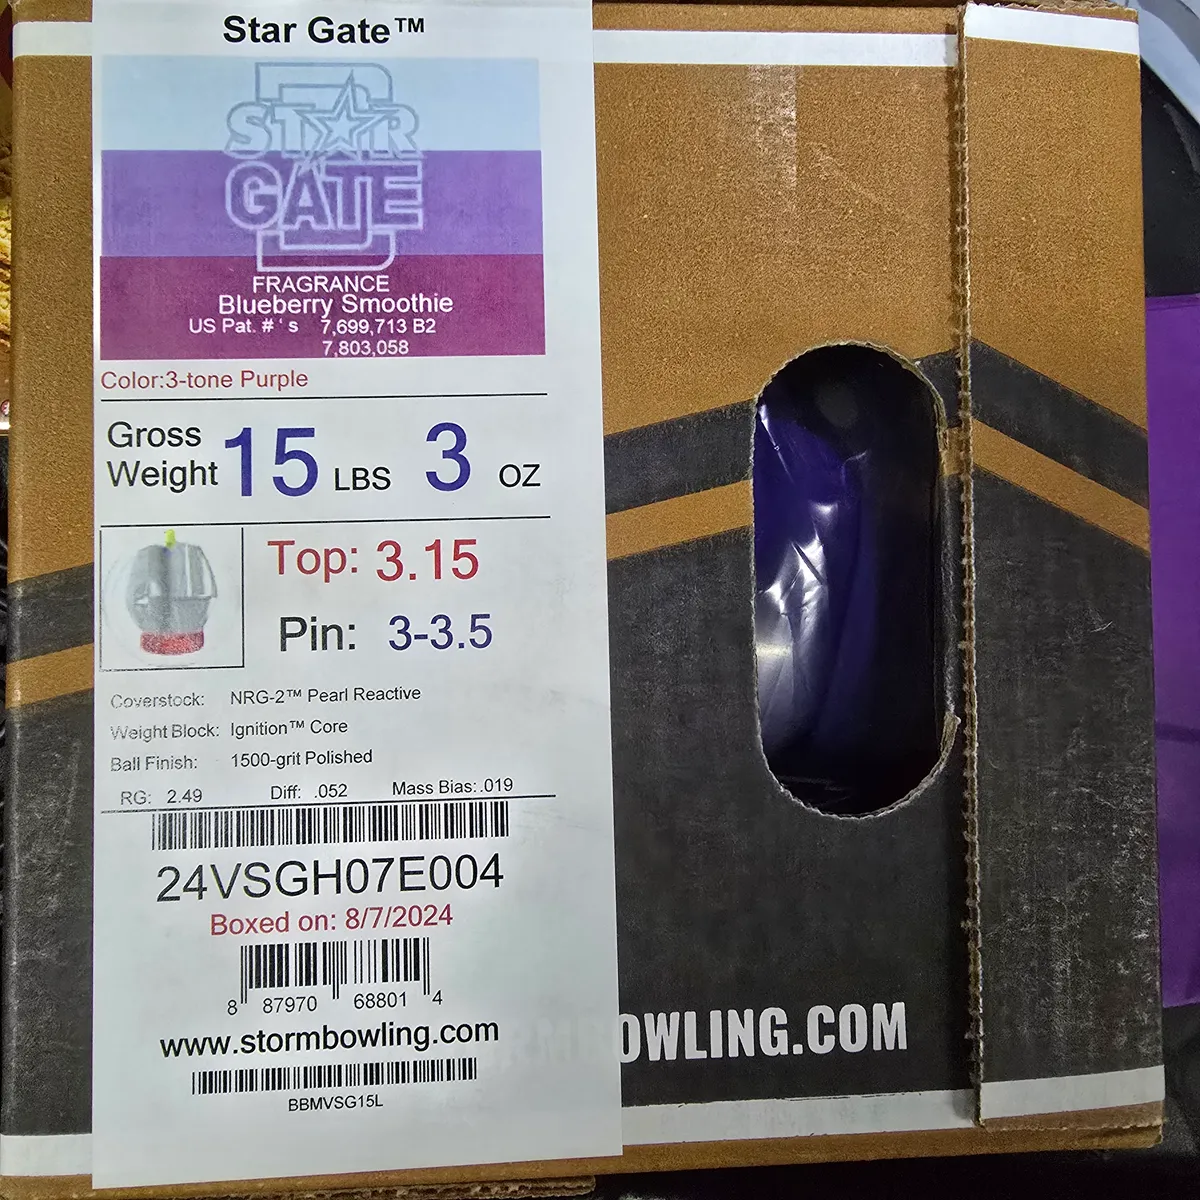 Star Gate™
STAR
GATE
FRAGRANCE
Blueberry Smoothie
US Pat. # ' s 7,699,713 B2
7,803,058
Color:3-tone Purple
Gross Weight 15 LBS 3 OZ
Top: 3.15
Pin: 3-3.5
Coverstock: NRG-2™ Pearl Reactive
Weight Block: Ignition™ Core
Ball Finish: 1500-grit Polished
RG: 2.49 Diff: .052 Mass Bias: .019
24VSGH07E004
Boxed on: 8/7/2024
8 87970 68801 4
www.stormbowling.com
BBMVSG15L
OWLING.COM